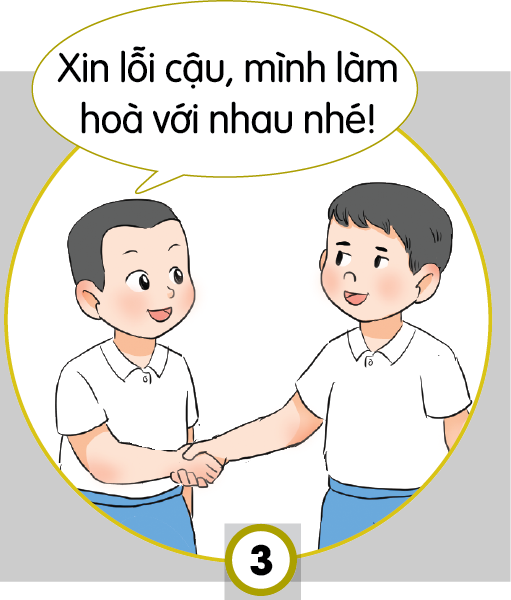 Xin lỗi cậu, mình làm
hoà với nhau nhé!
3